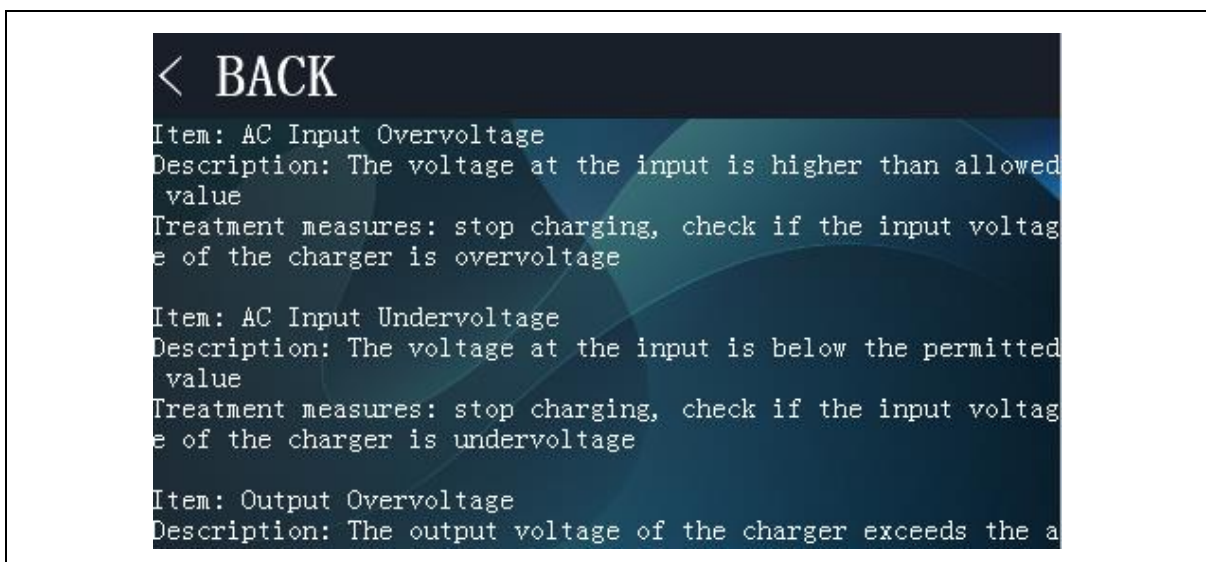 < BACK
Item: AC Input Overvoltage
Description: The voltage at the input is higher than allowed
value
Treatment measures: stop charging, check if the input voltag
e of the charger is overvoltage
Item: AC Input Undervoltage
Description: The voltage at the input is below the permitted
value
Treatment measures: stop charging, check if the input voltag
e of the charger is undervoltage
Item: Output Overvoltage
Description: The output voltage of the charger exceeds the a